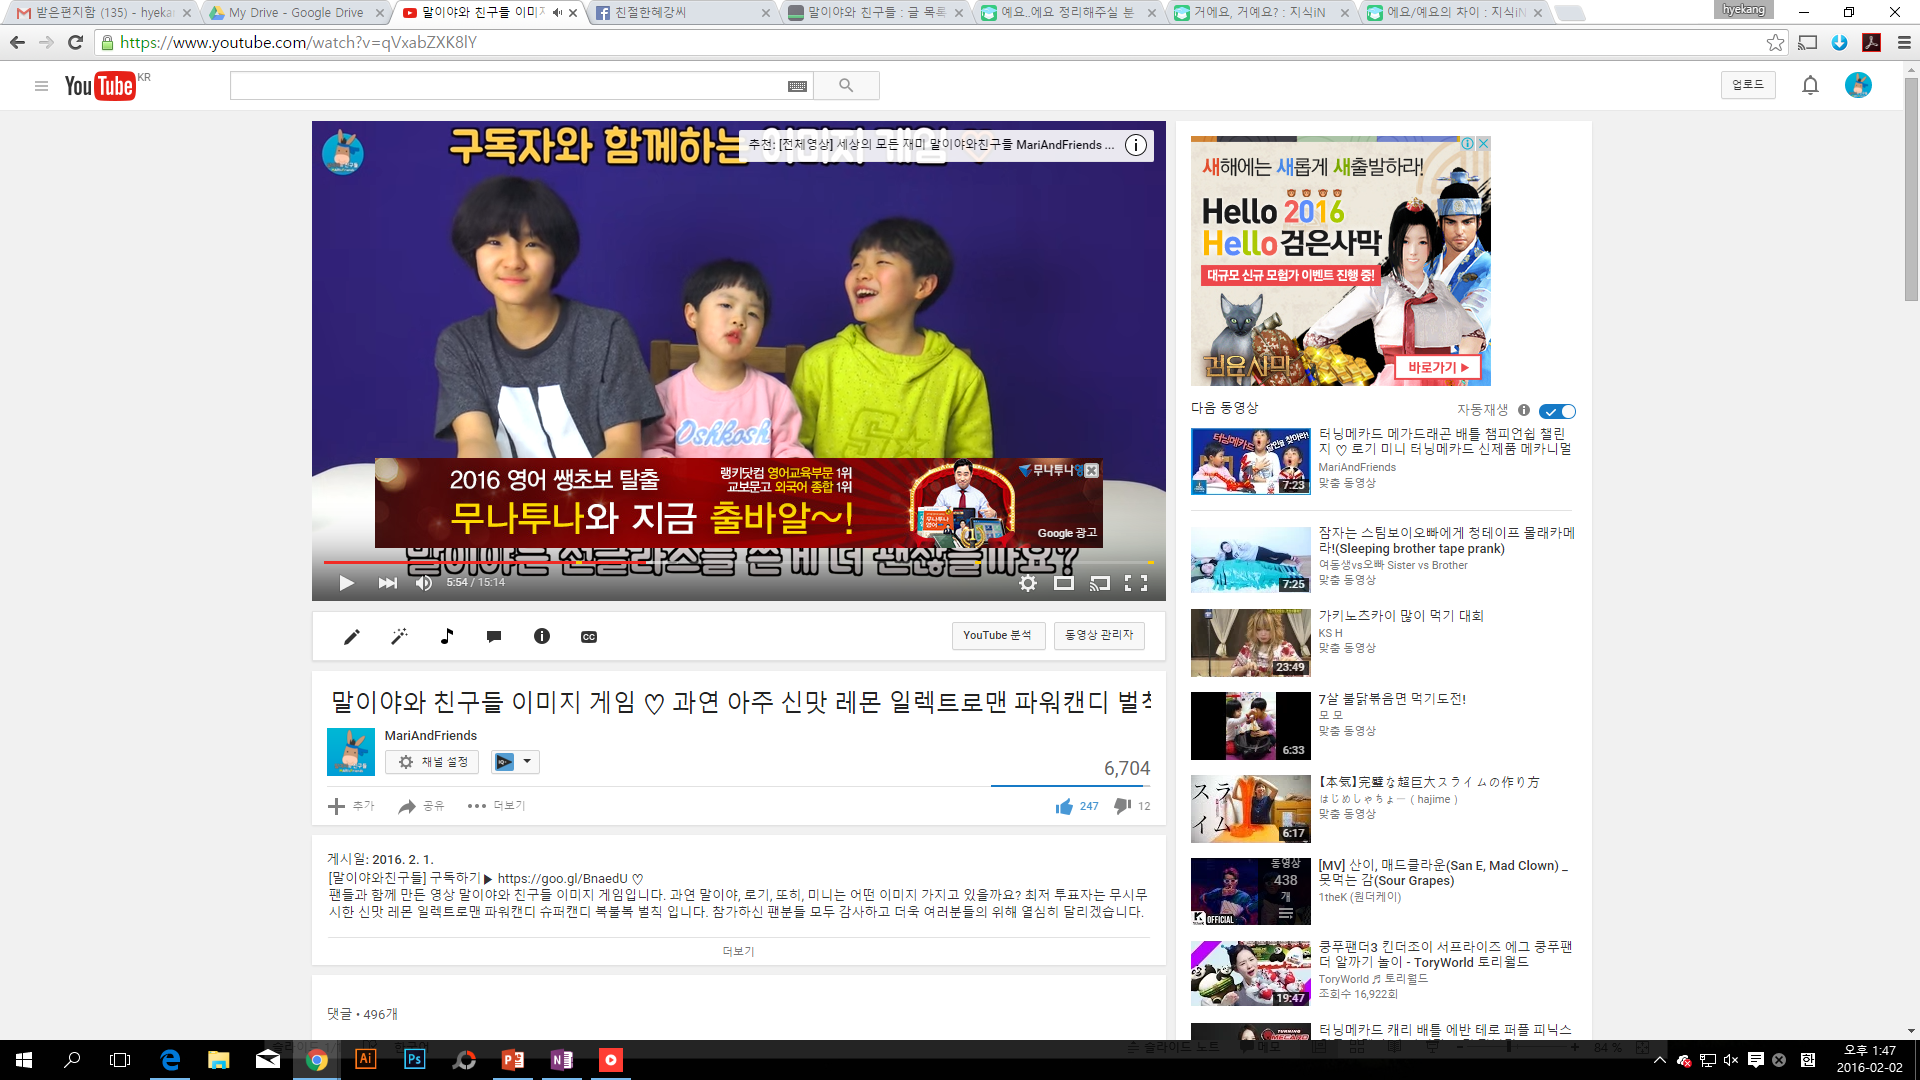 받은편지함 (135) - hyekan
My Drive - Google Drive
말이야와 친구들 이미지
친절한혜강씨
말이야와 친구들 : 글 목록
예요..에요 정리해주실 분
거에요, 거예요? : 지식iN
에요/예요의 차이 : 지식iN
hyekang
https://www.youtube.com/watch?v=qVxabZXK8lY
YouTube KR
업로드
구독자와 함께하는 이미지 게임 ♡
추천: [전체영상] 세상의 모든 재미 말이야와친구들 MariAndFriends ...
Oshkosh
2016 영어 쌩초보 탈출
랭키닷컴 영어교육부문 1위
교보문고 외국어 종합 1위
무나투나와 지금 출바알~!
Google 광고
5:54 / 15:14
YouTube 분석
동영상 관리자
말이야와 친구들 이미지 게임 ♡ 과연 아주 신맛 레몬 일렉트로맨 파워캔디 벌칙
MariAndFriends
채널 설정
6,704
추가
공유
더보기
247
12
게시일: 2016. 2. 1.
[말이야와친구들] 구독하기▶ https://goo.gl/BnaedU ♡
팬들과 함께 만든 영상 말이야와 친구들 이미지 게임입니다. 과연 말이야, 로기, 또히, 미니는 어떤 이미지 가지고 있을까요? 최저 투표자는 무시무
시한 신맛 레몬 일렉트로맨 파워캔디 슈퍼캔디 복불복 벌칙 입니다. 참가하신 팬분들 모두 감사하고 더욱 여러분들의 위해 열심히 달리겠습니다.
더보기
댓글 • 496개
새해에는 새롭게 새출발하라!
Hello 2016
Hello 검은사막
대규모 신규 모험가 이벤트 진행 중!
검은사막
바로가기 ▶
다음 동영상
자동재생
터닝메카드
7:23
터닝메카드 메가드래곤 배틀 챔피언쉽 챌린
지 ♡ 로기 미니 터닝메카드 신제품 메카니멀
MariAndFriends
맞춤 동영상
7:25
잠자는 스팀보이오빠에게 청테이프 몰래카메
라!(Sleeping brother tape prank)
여동생vs오빠 Sister vs Brother
맞춤 동영상
23:49
가키노츠카이 많이 먹기 대회
KS H
맞춤 동영상
6:33
7살 불닭볶음면 먹기도전!
모 모
맞춤 동영상
スラ
イム
6:17
【本気】完璧な超巨大スライムの作り方
はじめしゃちょー ( hajime )
맞춤 동영상
동영상
438
개
OFFICIAL
[MV] 산이, 매드클라운(San E, Mad Clown) _
못먹는 감(Sour Grapes)
1theK (원더케이)
19:47
쿵푸팬더3 킨더조이 서프라이즈 에그 쿵푸팬
더 알까기 놀이 - ToryWorld 토리월드
ToryWorld ♬ 토리월드
조회수 16,922회
터닝메카드 캐리 배틀 에반 테로 퍼플 피닉스
슬라이드 노트
메모
84 %
한
오후 1:47
2016-02-02